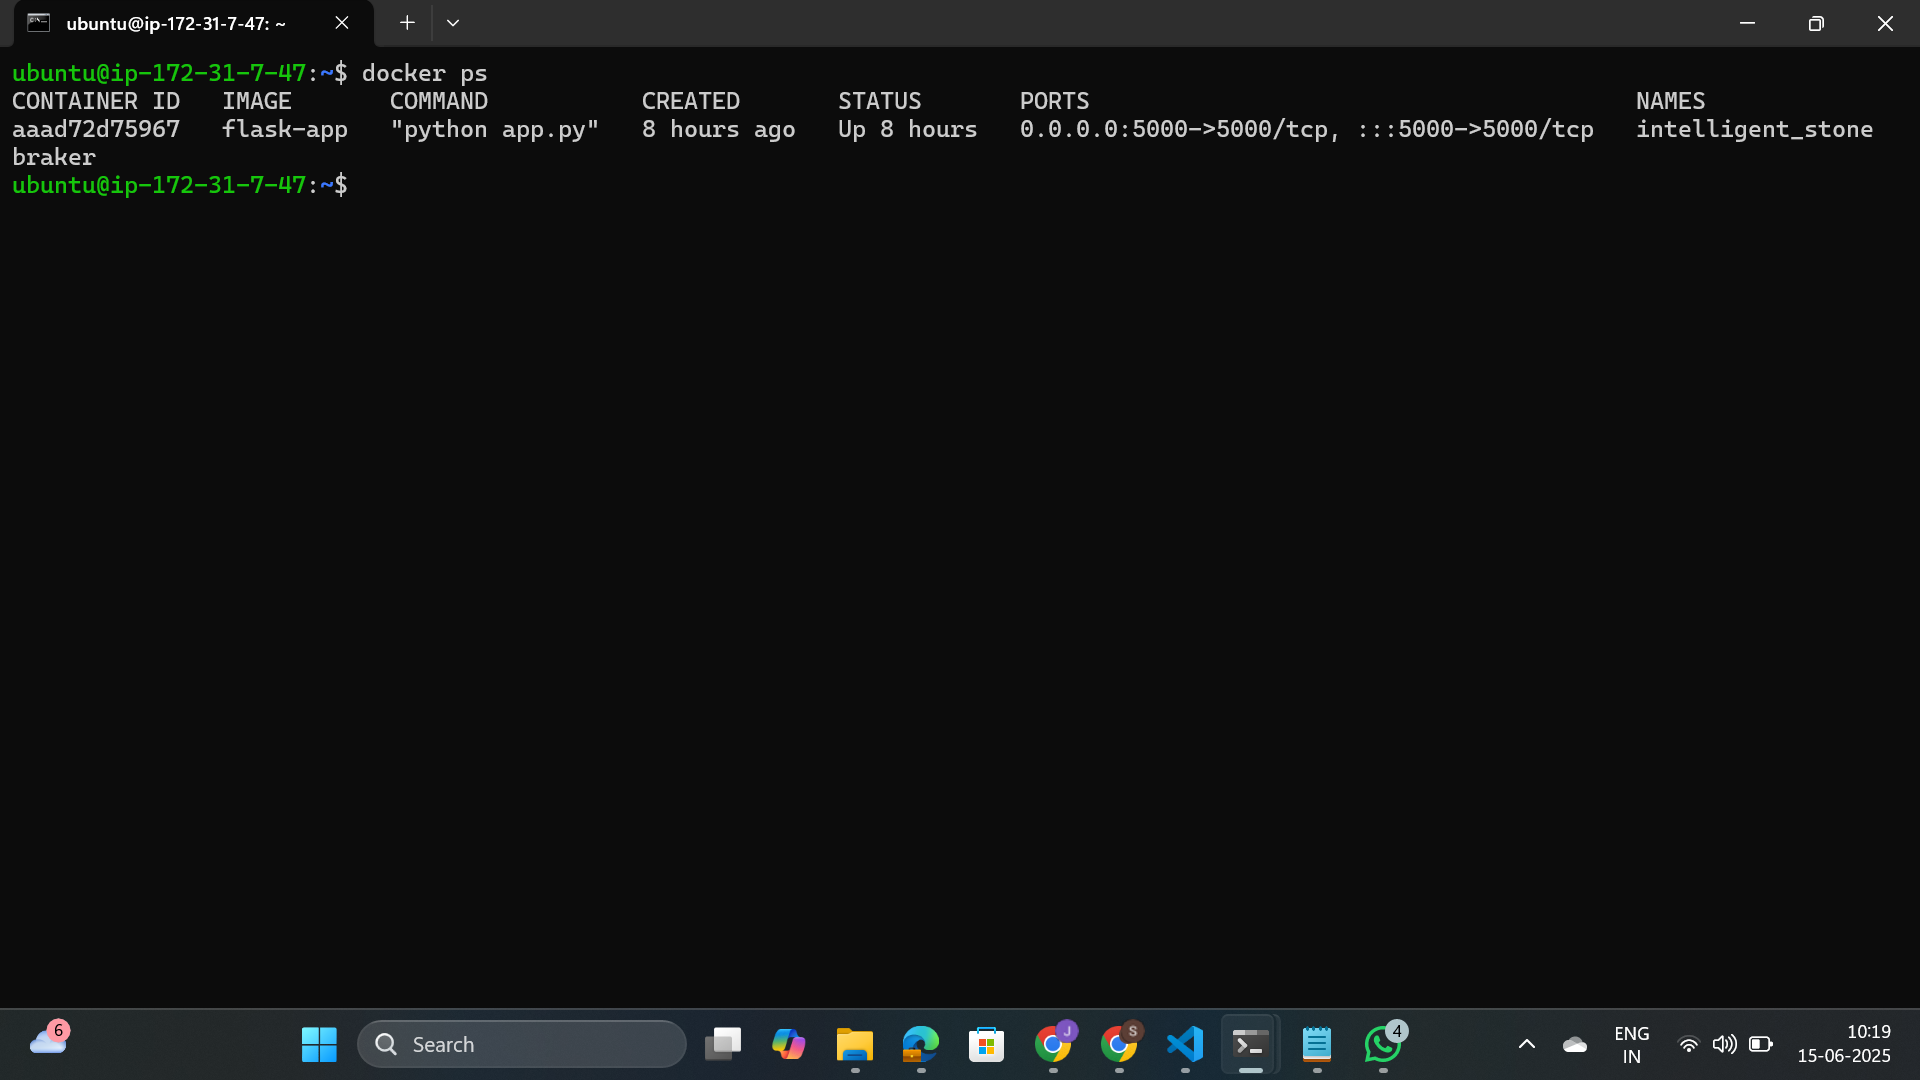 ubuntu@ip-172-31-7-47: ~
ubuntu@ip-172-31-7-47:~$ docker ps
CONTAINER ID   IMAGE       COMMAND           CREATED       STATUS       PORTS                                       NAMES
aaad72d75967   flask-app   "python app.py"   8 hours ago   Up 8 hours   0.0.0.0:5000->5000/tcp, :::5000->5000/tcp   intelligent_stone
braker
ubuntu@ip-172-31-7-47:~$
6
Search
J
S
4
ENG
IN
10:19
15-06-2025